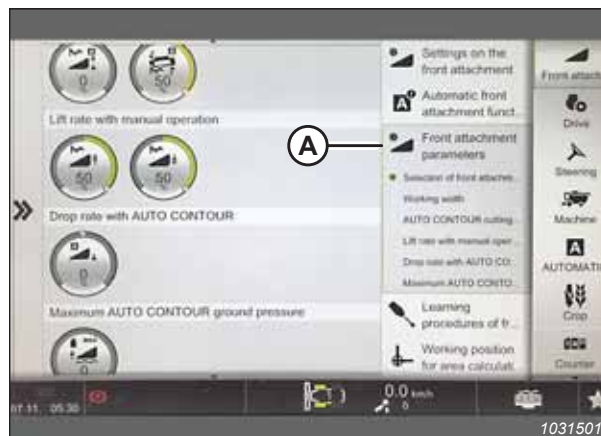 0
50
Lift rate with manual operation
50
50
Drop rate with AUTO CONTOUR
0
Maximum AUTO CONTOUR ground pressure
0
Settings on the
front attachment
A
Automatic front
attachment funct...
A
Front attachment
parameters
Selection of front attachm...
Working width
AUTO CONTOUR cutting...
Lift rate with manual oper...
Drop rate with AUTO CO...
Maximum AUTO CONTO...
Learning
procedures of fr...
Working position
for area calculati...
Front attach
Drive
Steering
Machine
A
AUTOMATI
Crop
Counter
07.11. 05:30
0.0 km/h
0
1031501